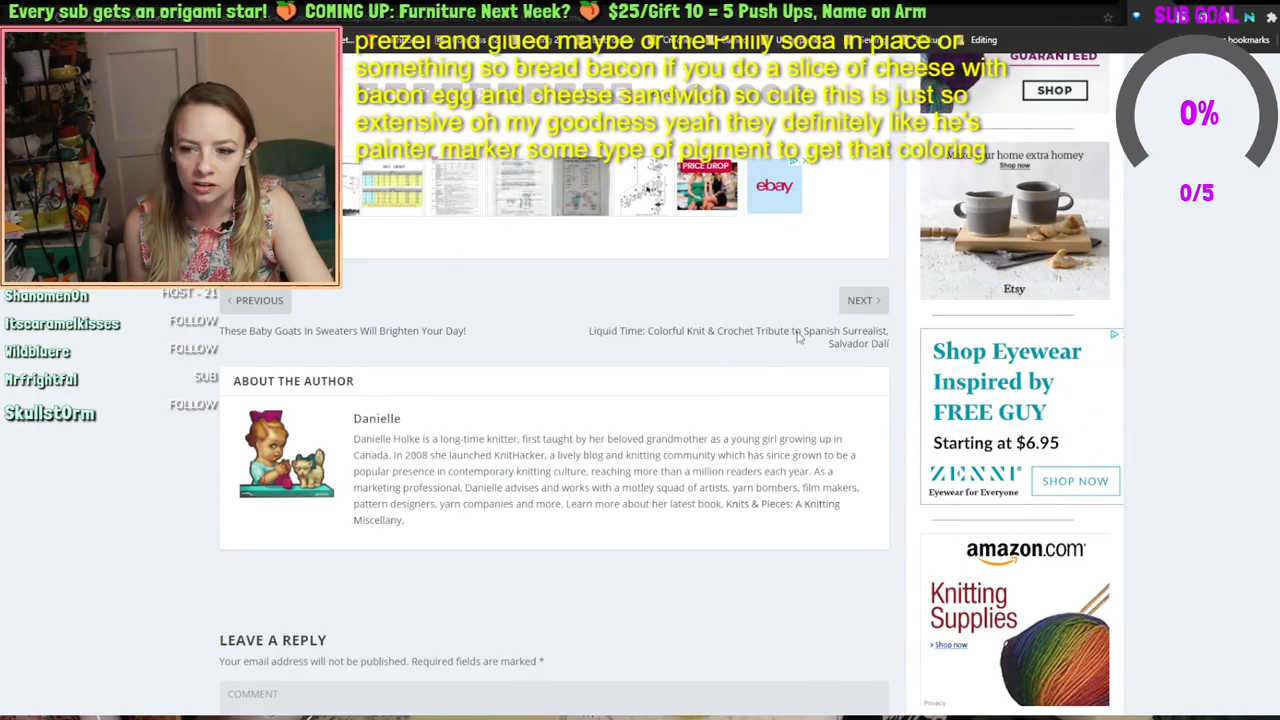 Every sub gets an origami star! 🍑 COMING UP: Furniture Next Week? 🍑 $25/Gift 10 = 5 Push Ups, Name on Arm
SUB GOAL
Editing
bookmarks
pretzel and gilled maybe or the
soda in place or
something so bread bacon if you do a slice of cheese with
bacon egg and cheese sandwich so cute this is just so
extensive oh my goodness yeah they definitely like he's
painter marker some type of pigment to get that coloring
GUARANTEED
SHOP
0%
0/5
Make your home extra homey
Shop now
Etsy
PRICE DROP
ebay
Shanomen0n HOST - 21
Itscaramelkisses FOLLOW
Wildbluerc FOLLOW
Mrfrightful SUB
Skullst0rm FOLLOW
PREVIOUS
NEXT
These Baby Goats In Sweaters Will Brighten Your Day!
Liquid Time: Colorful Knit & Crochet Tribute to Spanish Surrealist,
Salvador Dalí
ABOUT THE AUTHOR
Danielle
Danielle Holke is a long-time knitter, first taught by her beloved grandmother as a young girl growing up in
Canada. In 2008 she launched KnitHacker, a lively blog and knitting community which has since grown to be a
popular presence in contemporary knitting culture, reaching more than a million readers each year. As a
marketing professional, Danielle advises and works with a motley squad of artists, yarn bombers, film makers,
pattern designers, yarn companies and more. Learn more about her latest book, Knits & Pieces: A Knitting
Miscellany.
Shop Eyewear
Inspired by
FREE GUY
Starting at $6.95
ZENNI
Eyewear for Everyone
SHOP NOW
amazon.com
Knitting
Supplies
Shop now
Privacy
LEAVE A REPLY
Your email address will not be published. Required fields are marked *
COMMENT